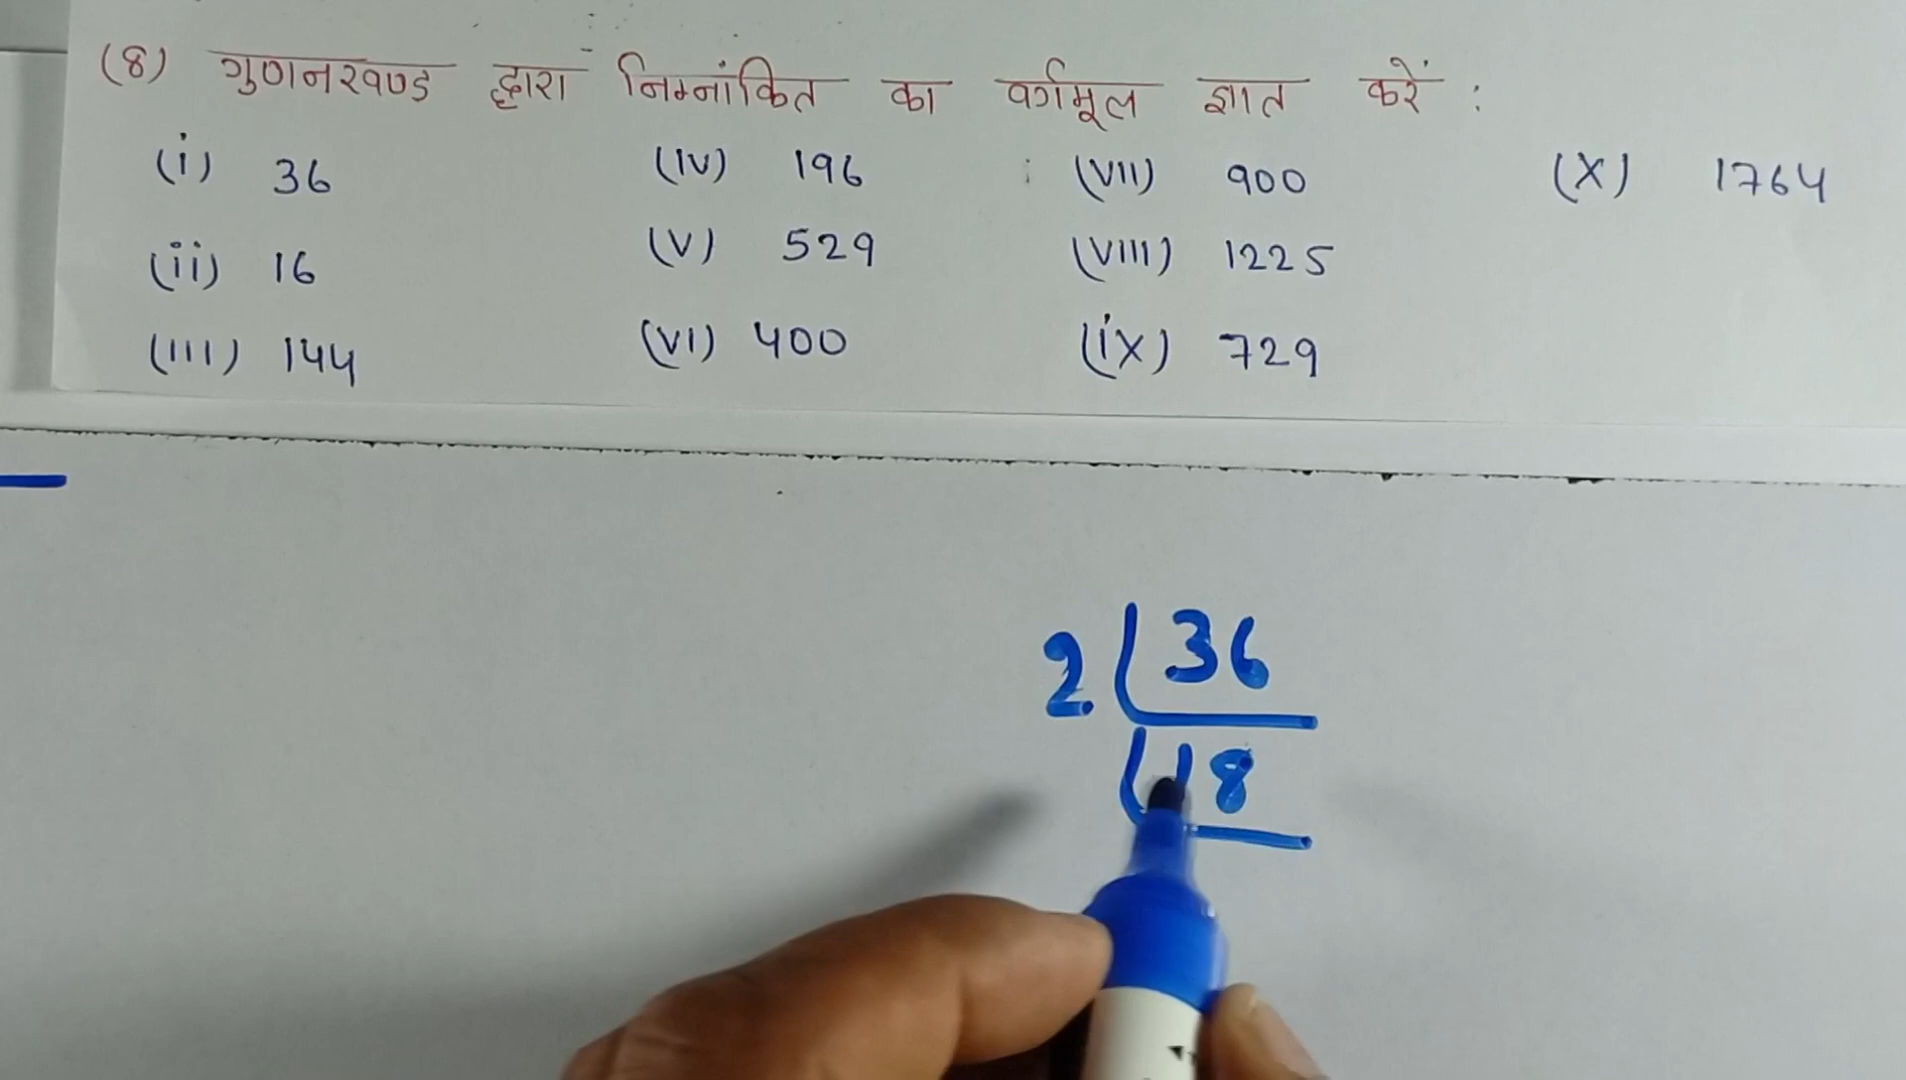 (8) गुणनखण्ड द्वारा निम्नांकित का वर्गमूल ज्ञात करें :
(i) 36 (IV) 196 (VII) 900 (X) 1764
(ii) 16 (V) 529 (VIII) 1225
(III) 144 (VI) 400 (ix) 729
2 36
18